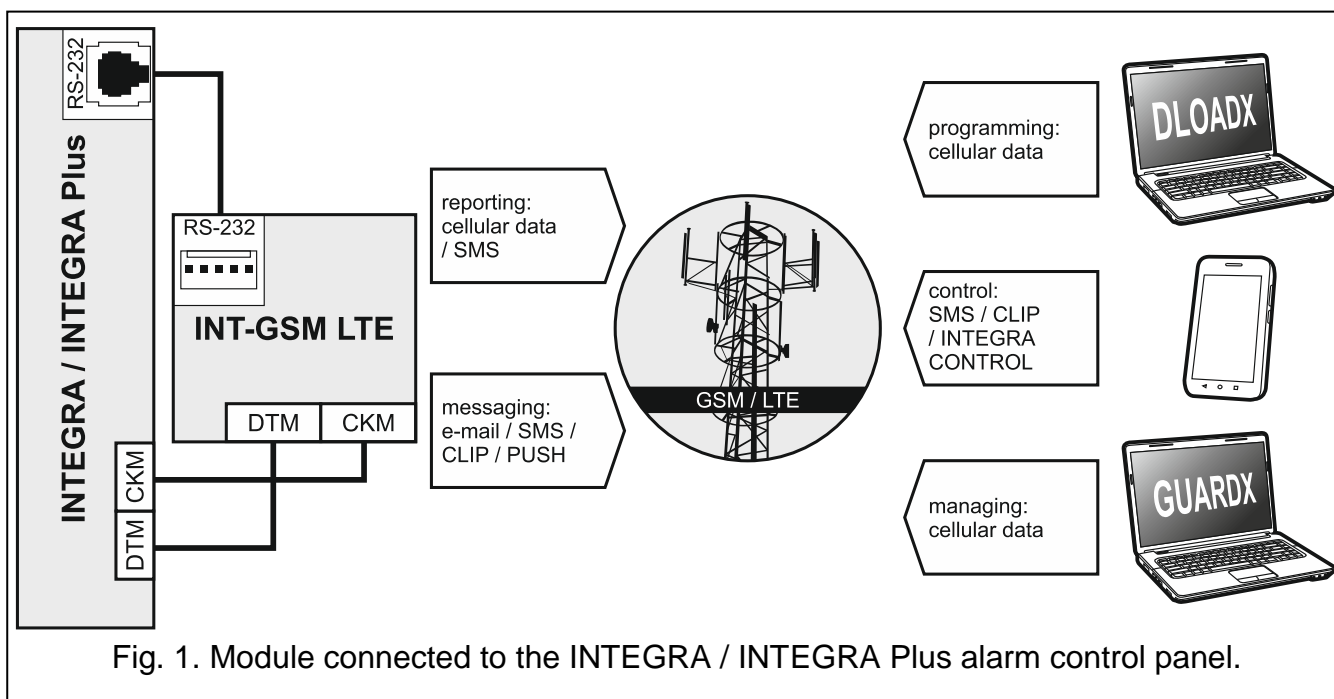 RS-232
INTEGRA / INTEGRA Plus
CKM
DTM
RS-232
INT-GSM LTE
DTM
CKM
reporting:
cellular data
/ SMS
messaging:
e-mail / SMS /
CLIP / PUSH
GSM / LTE
programming:
cellular data
DLOADX
control:
SMS / CLIP
/ INTEGRA
CONTROL
managing:
cellular data
GUARDX
Fig. 1. Module connected to the INTEGRA / INTEGRA Plus alarm control panel.